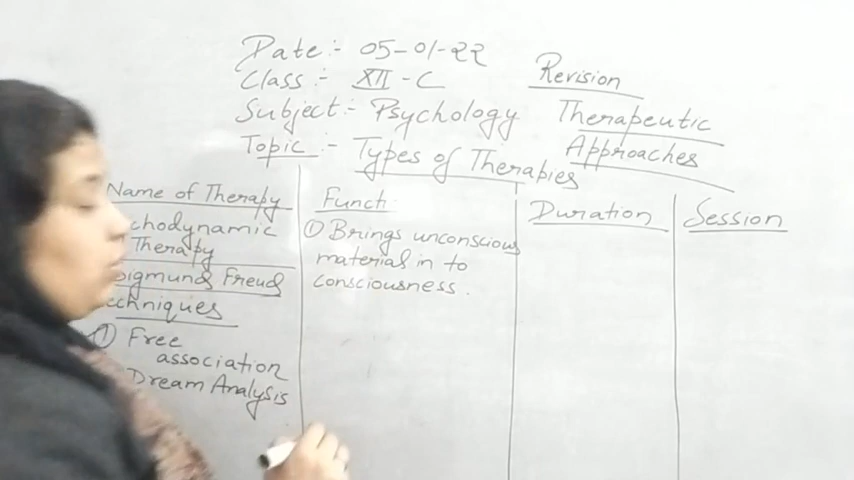 Date:- 05-01-22
Class:- XII-C
Revision
Subject:- Psychology
Therapeutic
Approaches
Topic:- Types of Therapies
Name of Therapy
chodynamic
Therapy
Sigmund Freud
echniques
① Free
association
Dream Analysis
Funct:
① Brings unconscious
material in to
consciousness.
Duration
Session